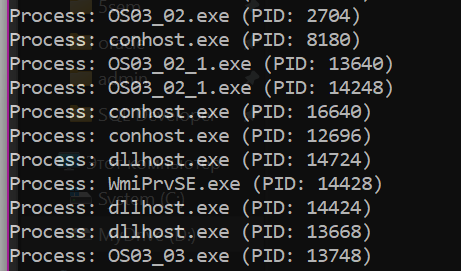 Process: OS03_02.exe (PID: 2704)
Process: conhost.exe (PID: 8180)
Process: OS03_02_1.exe (PID: 13640)
Process: OS03_02_1.exe (PID: 14248)
Process: conhost.exe (PID: 16640)
Process: conhost.exe (PID: 12696)
Process: dllhost.exe (PID: 14724)
Process: WmiPrvSE.exe (PID: 14428)
Process: dllhost.exe (PID: 14424)
Process: dllhost.exe (PID: 13668)
Process: OS03_03.exe (PID: 13748)